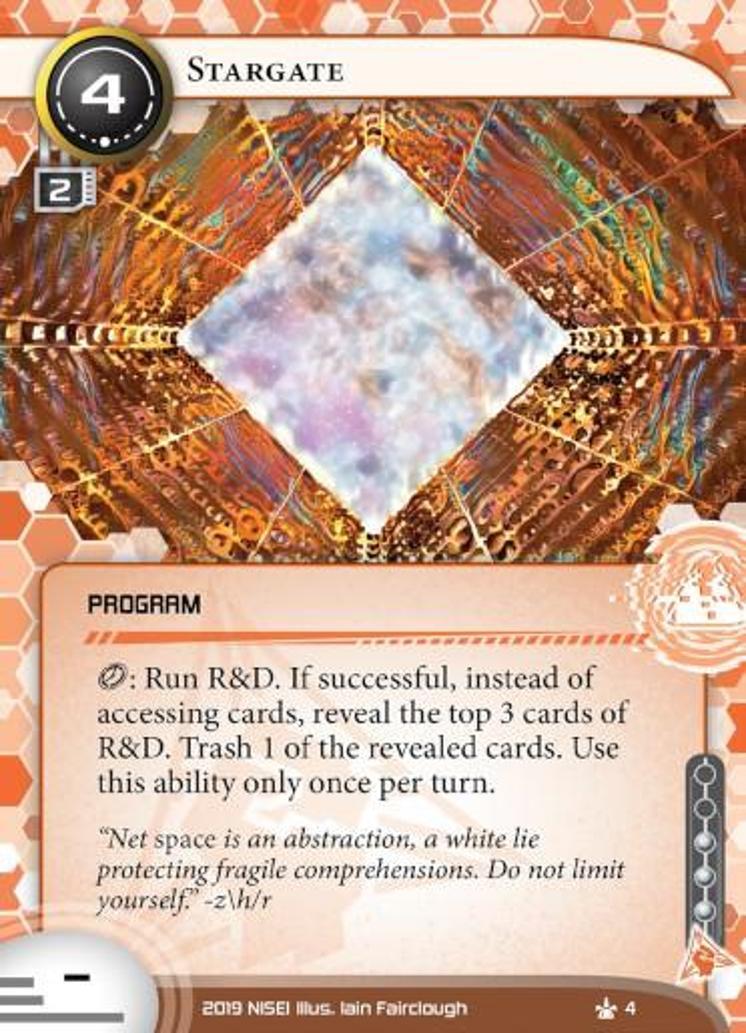 4
STARGATE
2
PROGRAM
: Run R&D. If successful, instead of
accessing cards, reveal the top 3 cards of
R&D. Trash 1 of the revealed cards. Use
this ability only once per turn.
“Net space is an abstraction, a white lie
protecting fragile comprehensions. Do not limit
yourself.” -z\h/r
-
2019 NISEI Illus. Iain Fairclough
4